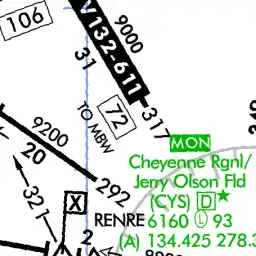 106
V132-611
9000
31
TO MBW
72
317
MON
Cheyenne Rgnl/
Jerry Olson Fld
(CYS) D★
6160 Ⓛ 93
(A) 134.425 278.3
9200
20
292
321
X
RENRE
2